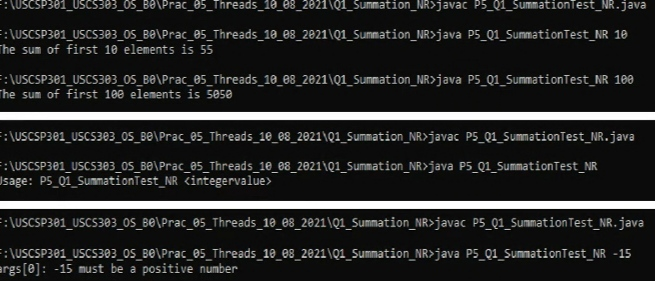 F:\USCSP301_USCS303_OS_B0\Prac_05_Threads_10_08_2021\Q1_Summation_NR>javac P5_Q1_SummationTest_NR.java
F:\USCSP301_USCS303_OS_B0\Prac_05_Threads_10_08_2021\Q1_Summation_NR>java P5_Q1_SummationTest_NR 10
The sum of first 10 elements is 55
F:\USCSP301_USCS303_OS_B0\Prac_05_Threads_10_08_2021\Q1_Summation_NR>java P5_Q1_SummationTest_NR 100
The sum of first 100 elements is 5050
F:\USCSP301_USCS303_OS_B0\Prac_05_Threads_10_08_2021\Q1_Summation_NR>javac P5_Q1_SummationTest_NR.java
F:\USCSP301_USCS303_OS_B0\Prac_05_Threads_10_08_2021\Q1_Summation_NR>java P5_Q1_SummationTest_NR
Usage: P5_Q1_SummationTest_NR <integervalue>
F:\USCSP301_USCS303_OS_B0\Prac_05_Threads_10_08_2021\Q1_Summation_NR>javac P5_Q1_SummationTest_NR.java
F:\USCSP301_USCS303_OS_B0\Prac_05_Threads_10_08_2021\Q1_Summation_NR>java P5_Q1_SummationTest_NR -15
args[0]: -15 must be a positive number